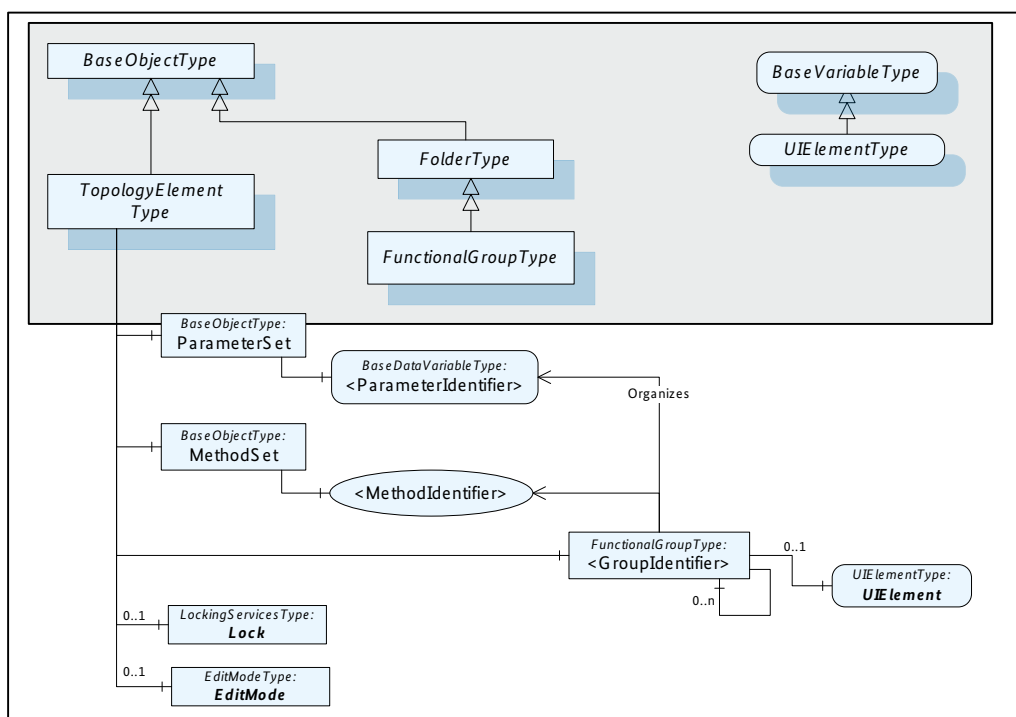 BaseObjectType
BaseVariableType
UIElementType
FolderType
TopologyElement
Type
FunctionalGroupType
BaseObjectType:
ParameterSet
BaseDataVariableType:
<ParameterIdentifier>
Organizes
BaseObjectType:
MethodSet
<MethodIdentifier>
FunctionalGroupType:
<GroupIdentifier>
0..1
UIElementType:
UIElement
0..n
0..1
LockingServicesType:
Lock
0..1
EditModeType:
EditMode